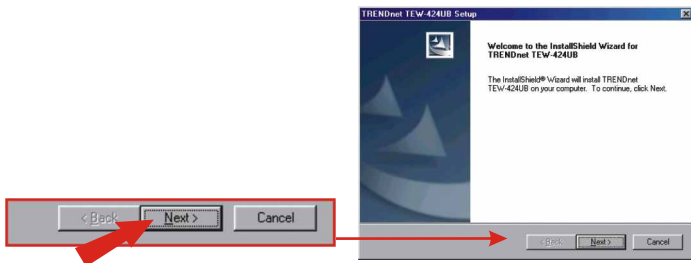 TRENDnet TEW-424UB Setup
Welcome to the InstallShield Wizard for
TRENDnet TEW-424UB
The InstallShield® Wizard will install TRENDnet
TEW-424UB on your computer. To continue, click Next.
< Back Next > Cancel
< Back Next > Cancel